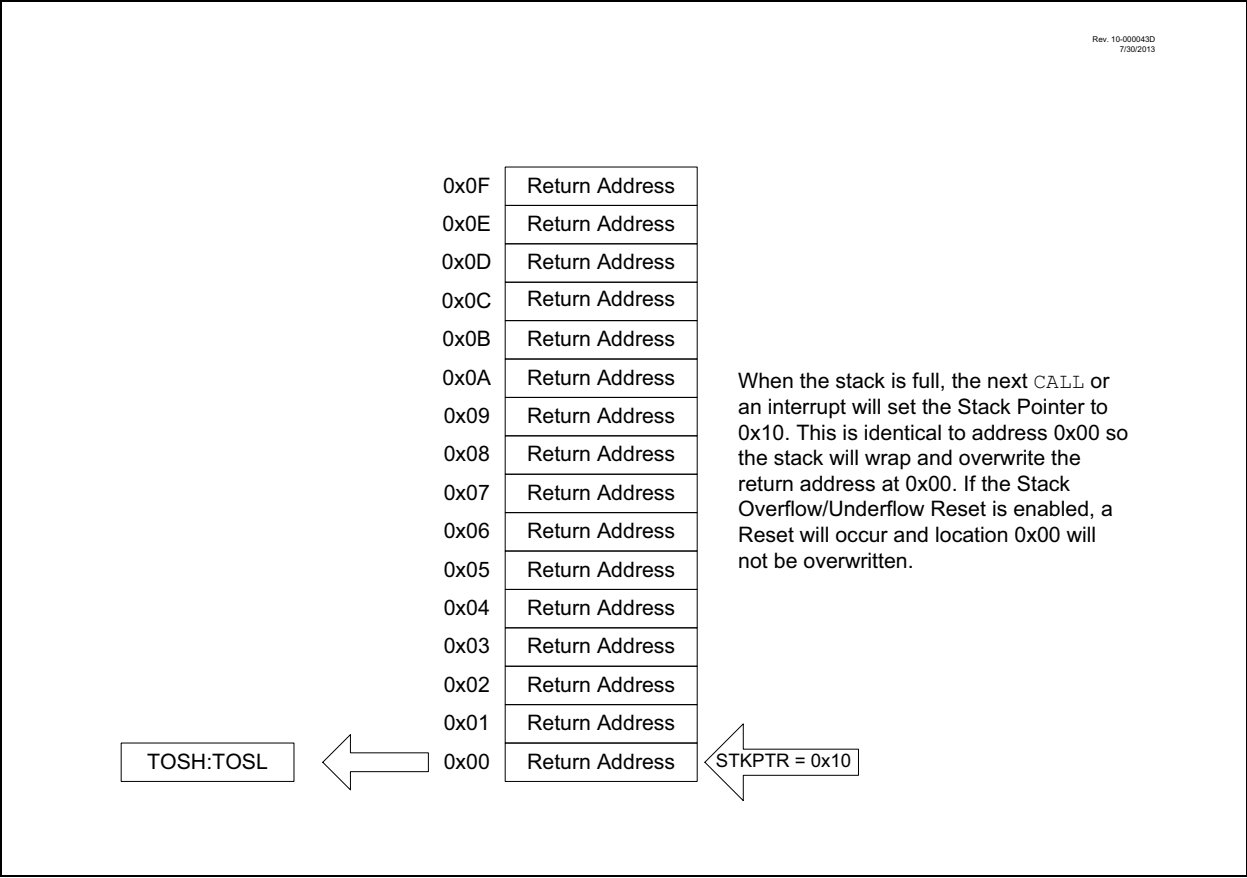 Rev. 10-000043D
7/30/2013
0x0F Return Address
0x0E Return Address
0x0D Return Address
0x0C Return Address
0x0B Return Address
0x0A Return Address
0x09 Return Address
0x08 Return Address
0x07 Return Address
0x06 Return Address
0x05 Return Address
0x04 Return Address
0x03 Return Address
0x02 Return Address
0x01 Return Address
TOSH:TOSL 0x00 Return Address STKPTR = 0x10
When the stack is full, the next CALL or
an interrupt will set the Stack Pointer to
0x10. This is identical to address 0x00 so
the stack will wrap and overwrite the
return address at 0x00. If the Stack
Overflow/Underflow Reset is enabled, a
Reset will occur and location 0x00 will
not be overwritten.